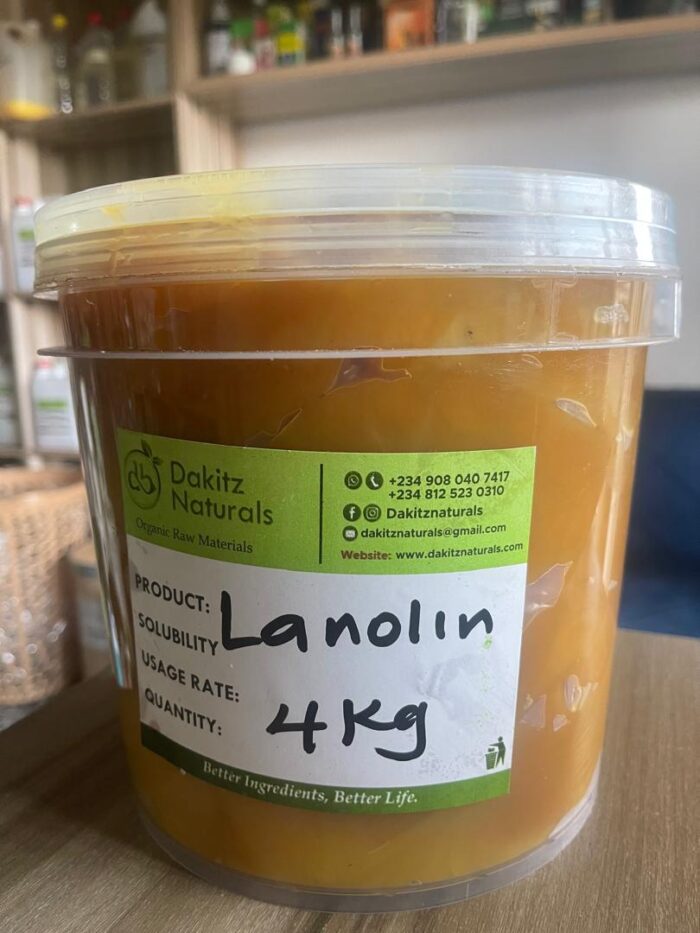 db
Dakitz
Naturals
Organic Raw Materials
+234 908 040 7417
+234 812 523 0310
Dakitznaturals
dakitznaturals@gmail.com
Website: www.dakitznaturals.com
PRODUCT: Lanolin
SOLUBILITY
USAGE RATE:
QUANTITY: 4Kg
Better Ingredients, Better Life.